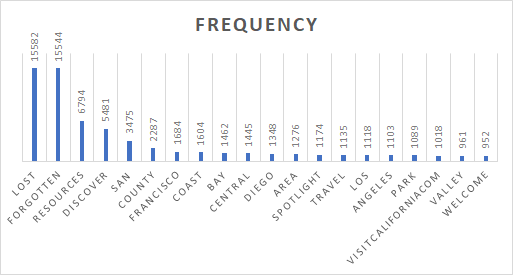 FREQUENCY
15582
15544
6794
5481
3475
2287
1684
1604
1462
1445
1348
1276
1174
1135
1118
1103
1089
1018
961
952
LOST
FORGOTTEN
RESOURCES
DISCOVER
SAN
COUNTY
FRANCISCO
COAST
BAY
CENTRAL
DIEGO
AREA
SPOTLIGHT
TRAVEL
LOS
ANGELES
PARK
VISITCALIFORNIACOM
VALLEY
WELCOME